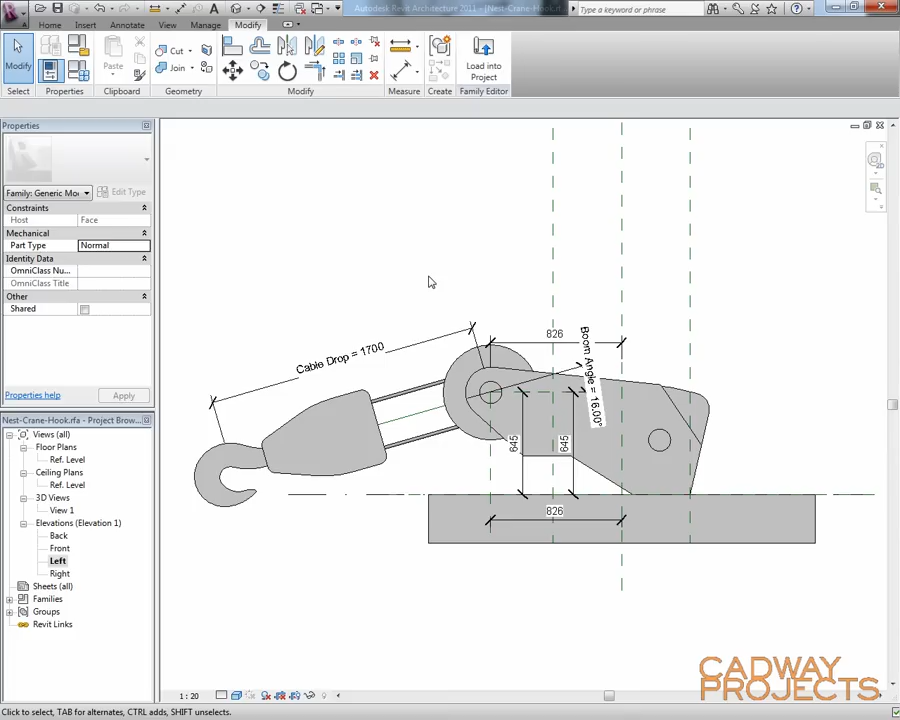 Autodesk Revit Architecture 2011 - [Nest-Crane-Hook.rf...
Type a keyword or phrase
Home Insert Annotate View Manage Modify
Modify
Paste
Cut
Join
Load into Project
Select Properties Clipboard Geometry Modify Measure Create Family Editor
Properties
Family: Generic Mo Edit Type
Constraints
Host Face
Mechanical
Part Type Normal
Identity Data
OmniClass Nu...
OmniClass Title
Other
Shared
Properties help Apply
Nest-Crane-Hook.rfa - Project Brow...
Views (all)
Floor Plans
Ref. Level
Ceiling Plans
Ref. Level
3D Views
View 1
Elevations (Elevation 1)
Back
Front
Left
Right
Sheets (all)
Families
Groups
Revit Links
Cable Drop = 1700
826
Boom Angle = 16.00°
645
645
826
1 : 20
CADWAY
PROJECTS
Click to select, TAB for alternates, CTRL adds, SHIFT unselects.